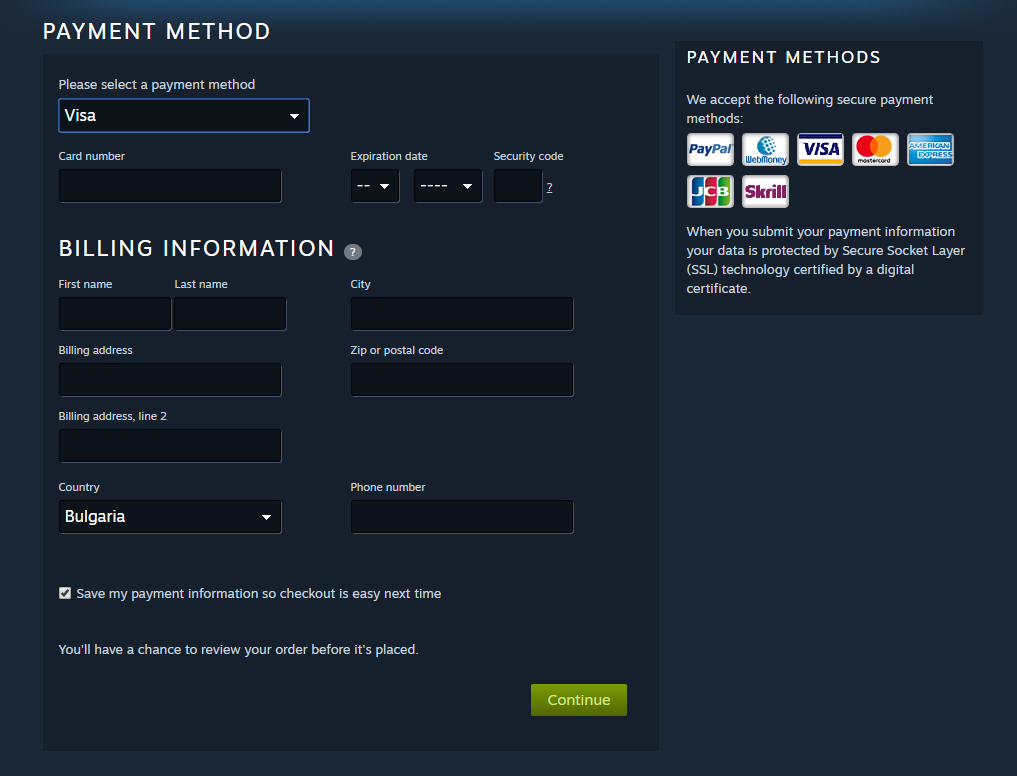 PAYMENT METHOD
Please select a payment method
Visa
Card number
Expiration date
Security code
--
----
?
BILLING INFORMATION ?
First name
Last name
City
Billing address
Zip or postal code
Billing address, line 2
Country
Phone number
Bulgaria
Save my payment information so checkout is easy next time
You'll have a chance to review your order before it's placed.
Continue
PAYMENT METHODS
We accept the following secure payment
methods:
PayPal
WebMoney
VISA
mastercard
AMERICAN
EXPRESS
JCB
Skrill
When you submit your payment information
your data is protected by Secure Socket Layer
(SSL) technology certified by a digital
certificate.